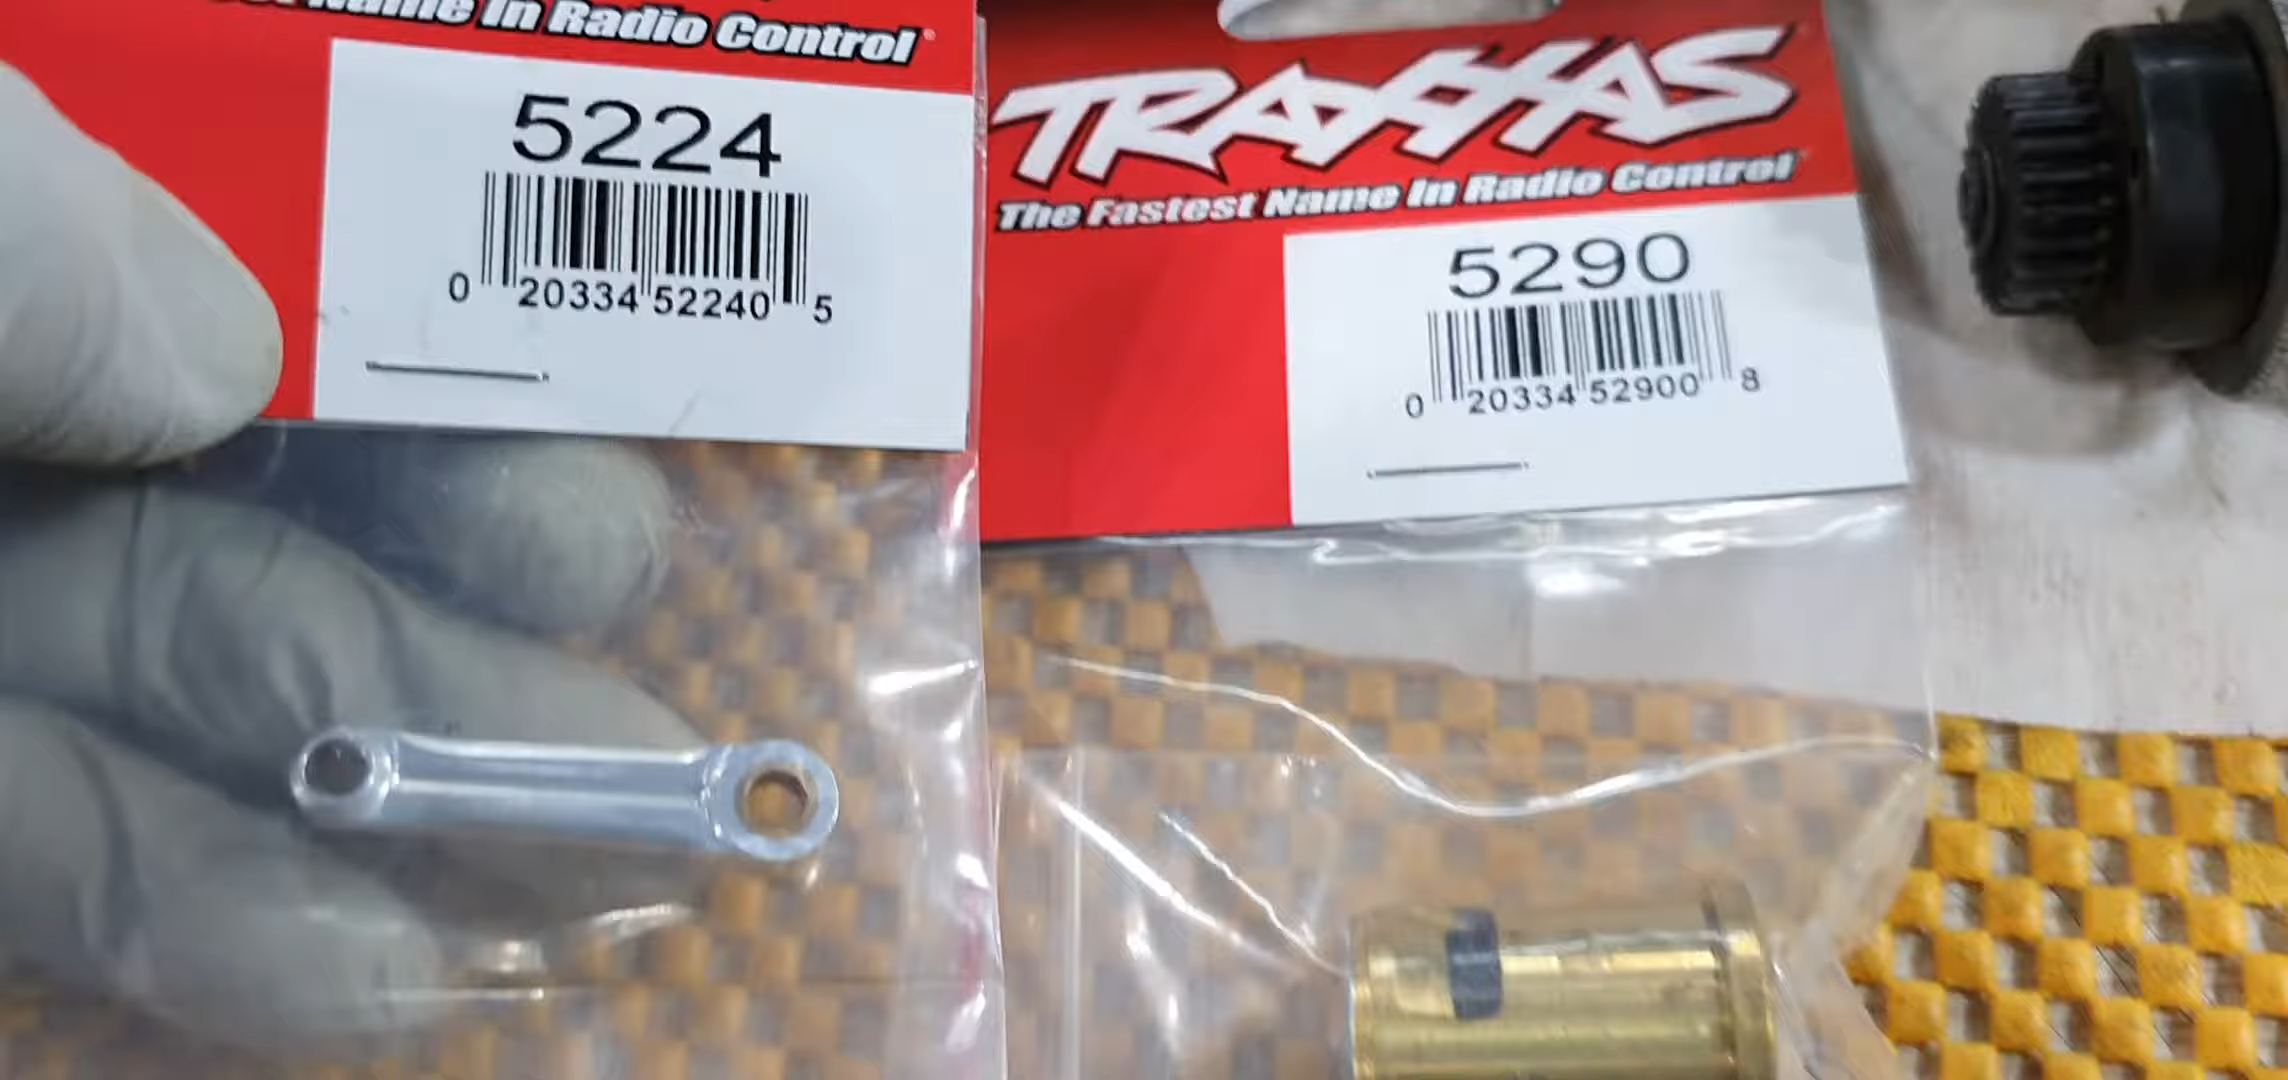 Name In Radio Control
5224
0 20334 52240 5
TRAXXAS
The Fastest Name In Radio Control
5290
0 20334 52900 8